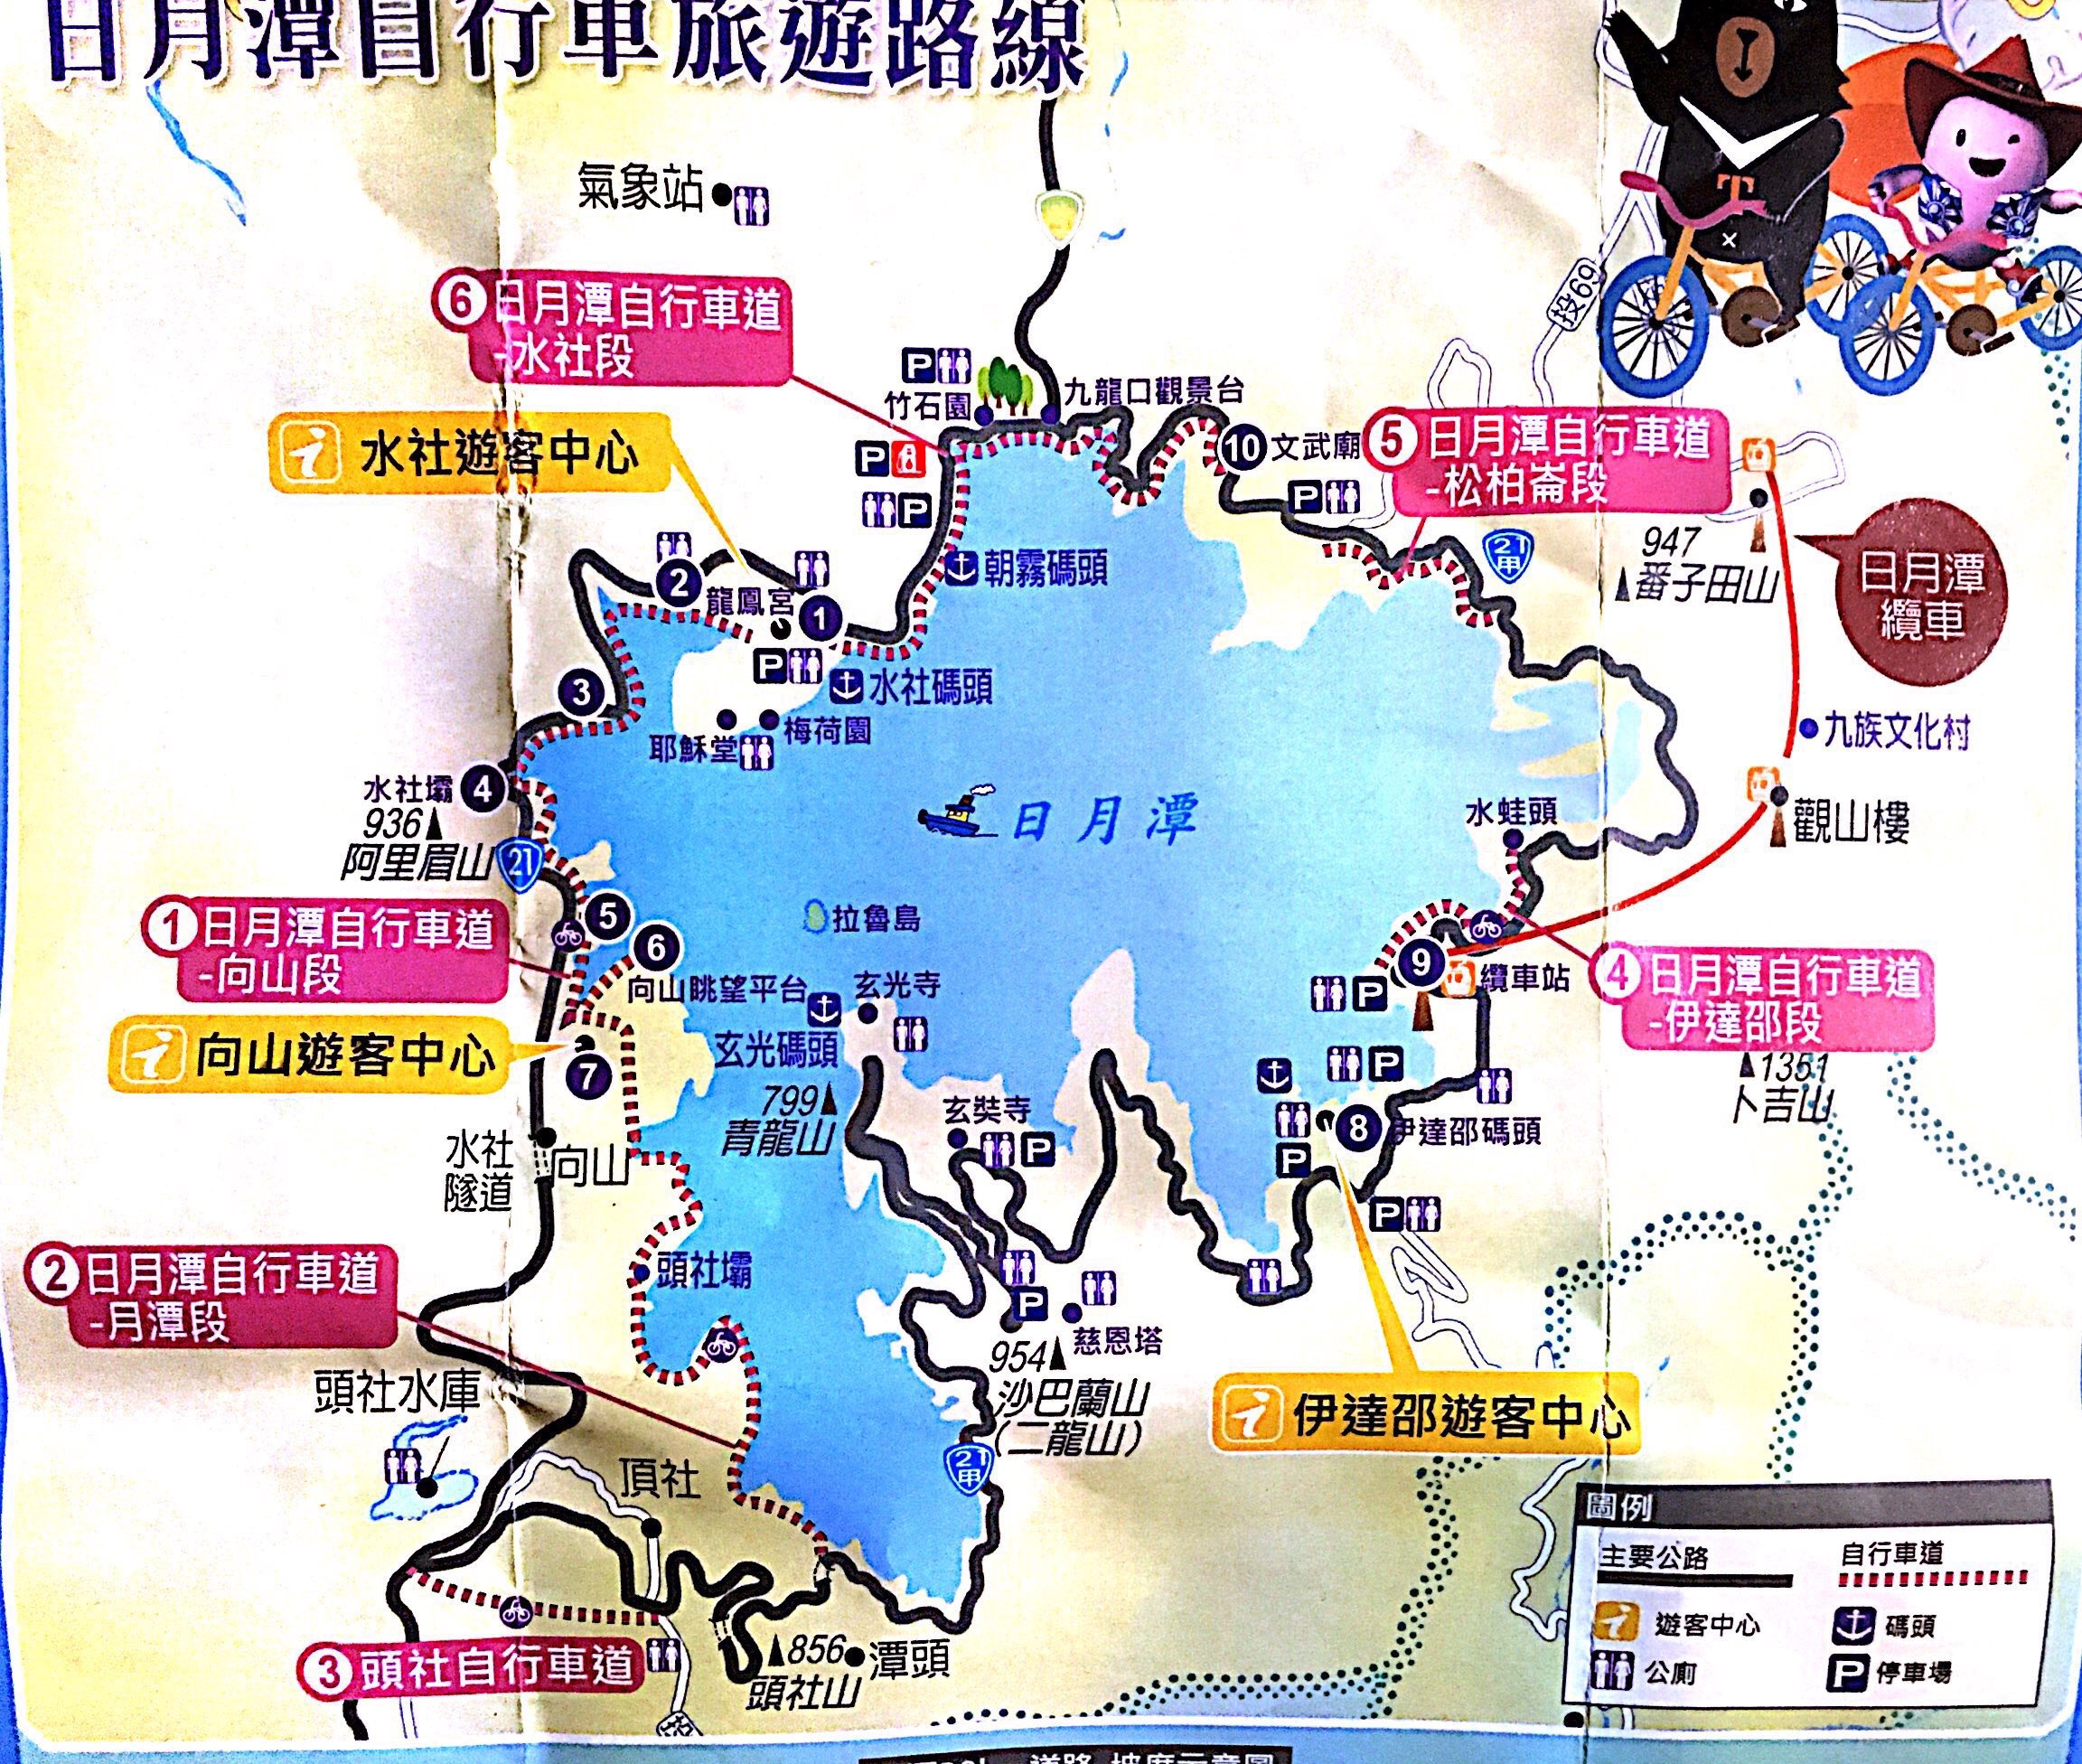 日月潭自行車旅遊路線
氣象站
6 日月潭自行車道
-水社段
P
竹石園
九龍口觀景台
投69
i 水社遊客中心
P
P
10 文武廟
P
5 日月潭自行車道
-松柏崙段
21
甲
947
▲番子田山
日月潭
纜車
T
2
龍鳳宮
1
朝霧碼頭
P
水社碼頭
3
耶穌堂
梅荷園
九族文化村
水社壩 4
936▲
阿里眉山
21
日月潭
水蛙頭
觀山樓
拉魯島
1 日月潭自行車道
-向山段
5
6
向山眺望平台
玄光寺
玄光碼頭
9
纜車站
P
4 日月潭自行車道
-伊達邵段
i 向山遊客中心
7
799▲
青龍山
▲1351
卜吉山
P
玄奘寺
P
8
伊達邵碼頭
P
水社
隧道
向山
P
2 日月潭自行車道
-月潭段
頭社壩
P
慈恩塔
954▲
沙巴蘭山
(二龍山)
頭社水庫
i 伊達邵遊客中心
頂社
21
甲
3 頭社自行車道
▲856
頭社山
潭頭
圖例
主要公路
自行車道
i 遊客中心
碼頭
公廁
P 停車場
道路 坡度示意圖